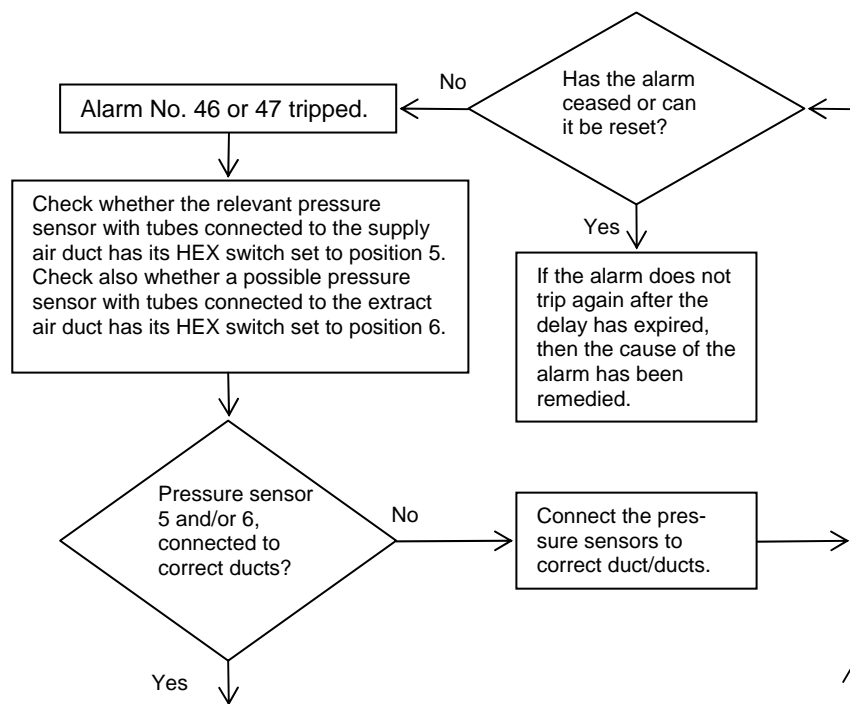 Alarm No. 46 or 47 tripped.
No
Has the alarm
ceased or can
it be reset?
Yes
If the alarm does not
trip again after the
delay has expired,
then the cause of the
alarm has been
remedied.
Check whether the relevant pressure
sensor with tubes connected to the supply
air duct has its HEX switch set to position 5.
Check also whether a possible pressure
sensor with tubes connected to the extract
air duct has its HEX switch set to position 6.
Pressure sensor
5 and/or 6,
connected to
correct ducts?
No
Connect the pres-
sure sensors to
correct duct/ducts.
Yes